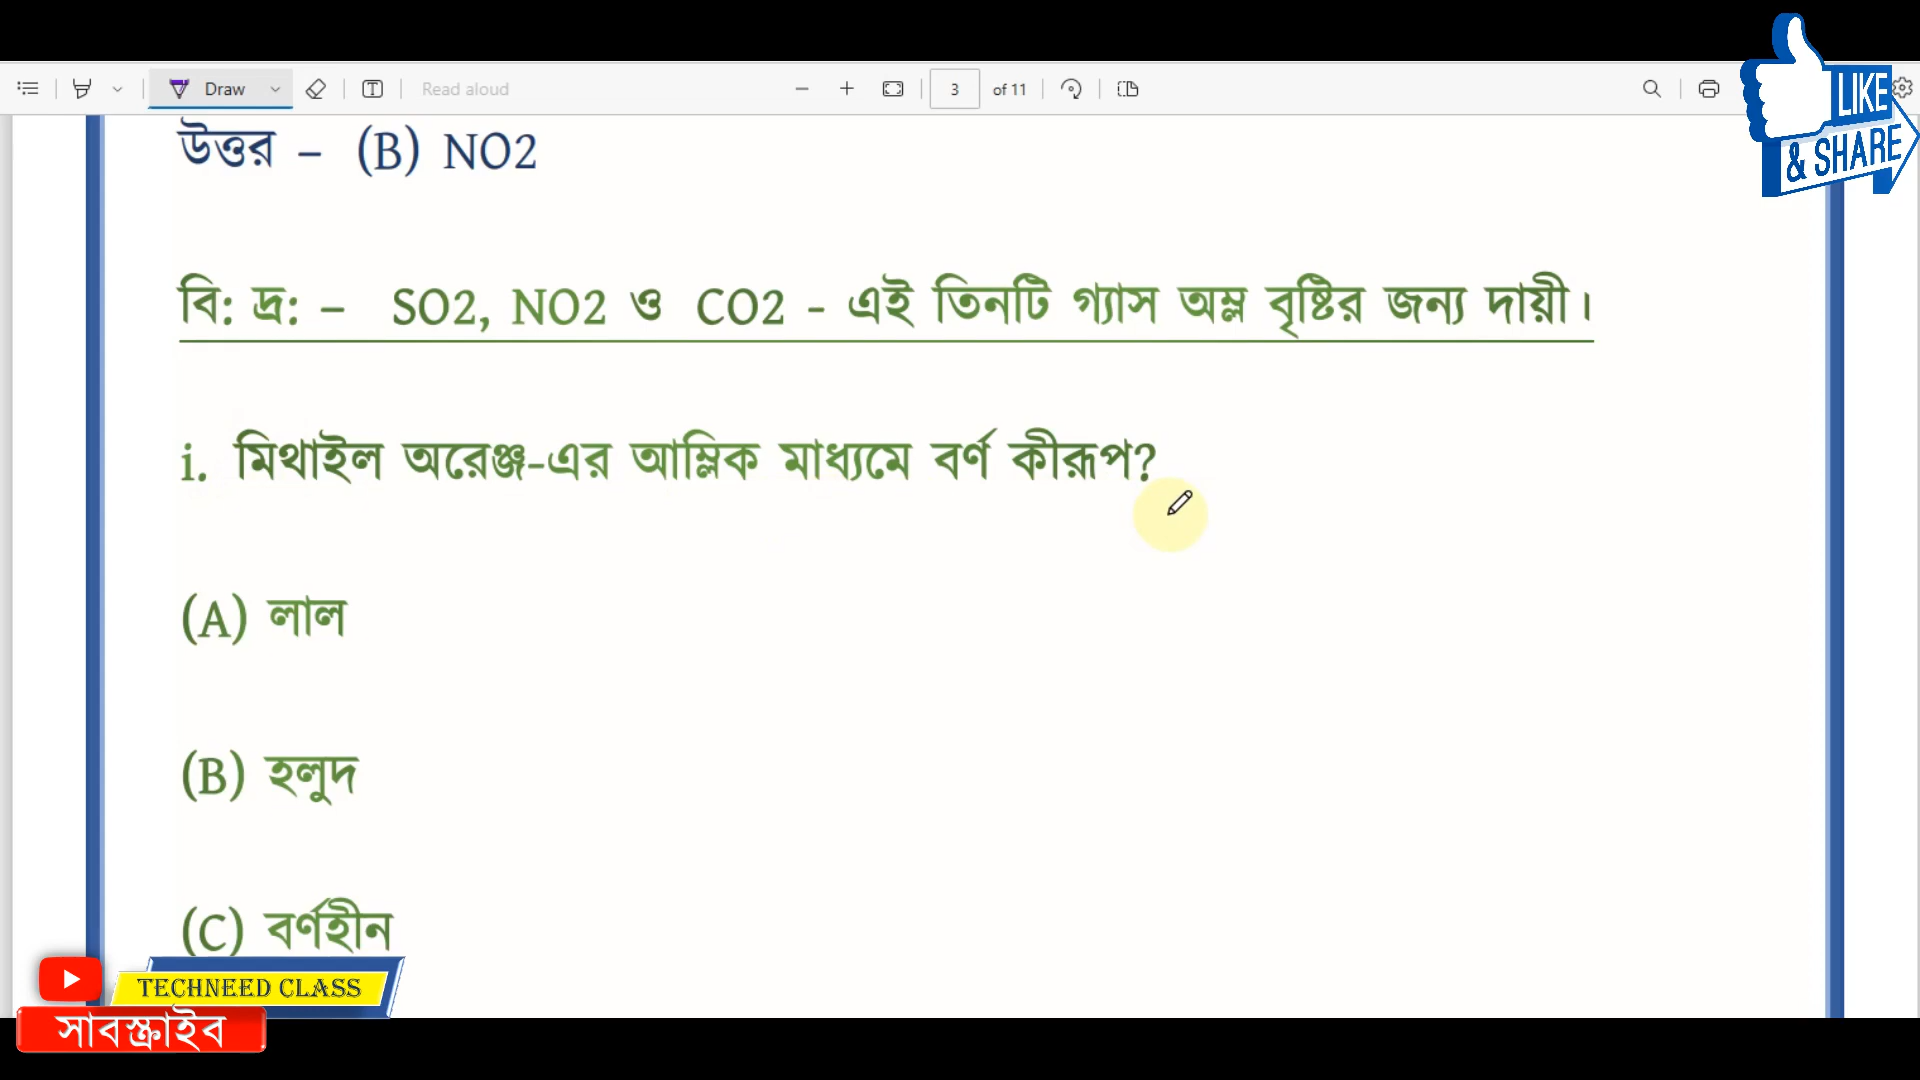 Draw
Read aloud
3 of 11
LIKE
& SHARE
উত্তর – (B) NO2
বি: দ্র: – SO2, NO2 ও CO2 - এই তিনটি গ্যাস অম্ল বৃষ্টির জন্য দায়ী।
i. মিথাইল অরেঞ্জ-এর আম্লিক মাধ্যমে বর্ণ কীরূপ?
(A) লাল
(B) হলুদ
(C) বর্ণহীন
TECHNEED CLASS
সাবস্ক্রাইব